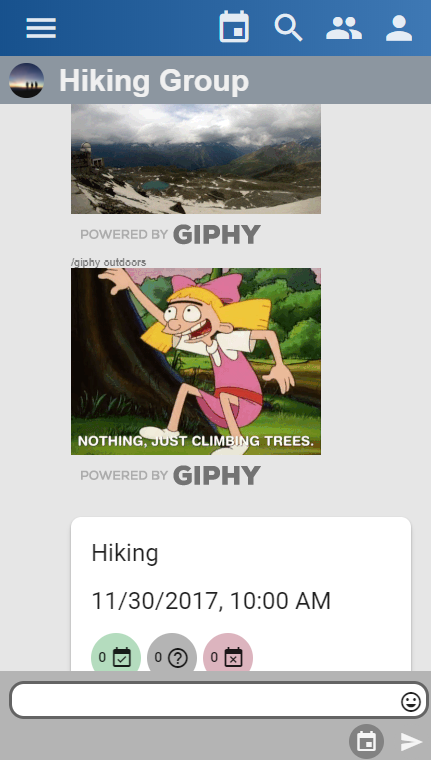 Hiking Group
POWERED BY GIPHY
/giphy outdoors
NOTHING, JUST CLIMBING TREES.
POWERED BY GIPHY
Hiking
11/30/2017, 10:00 AM
0 0 0